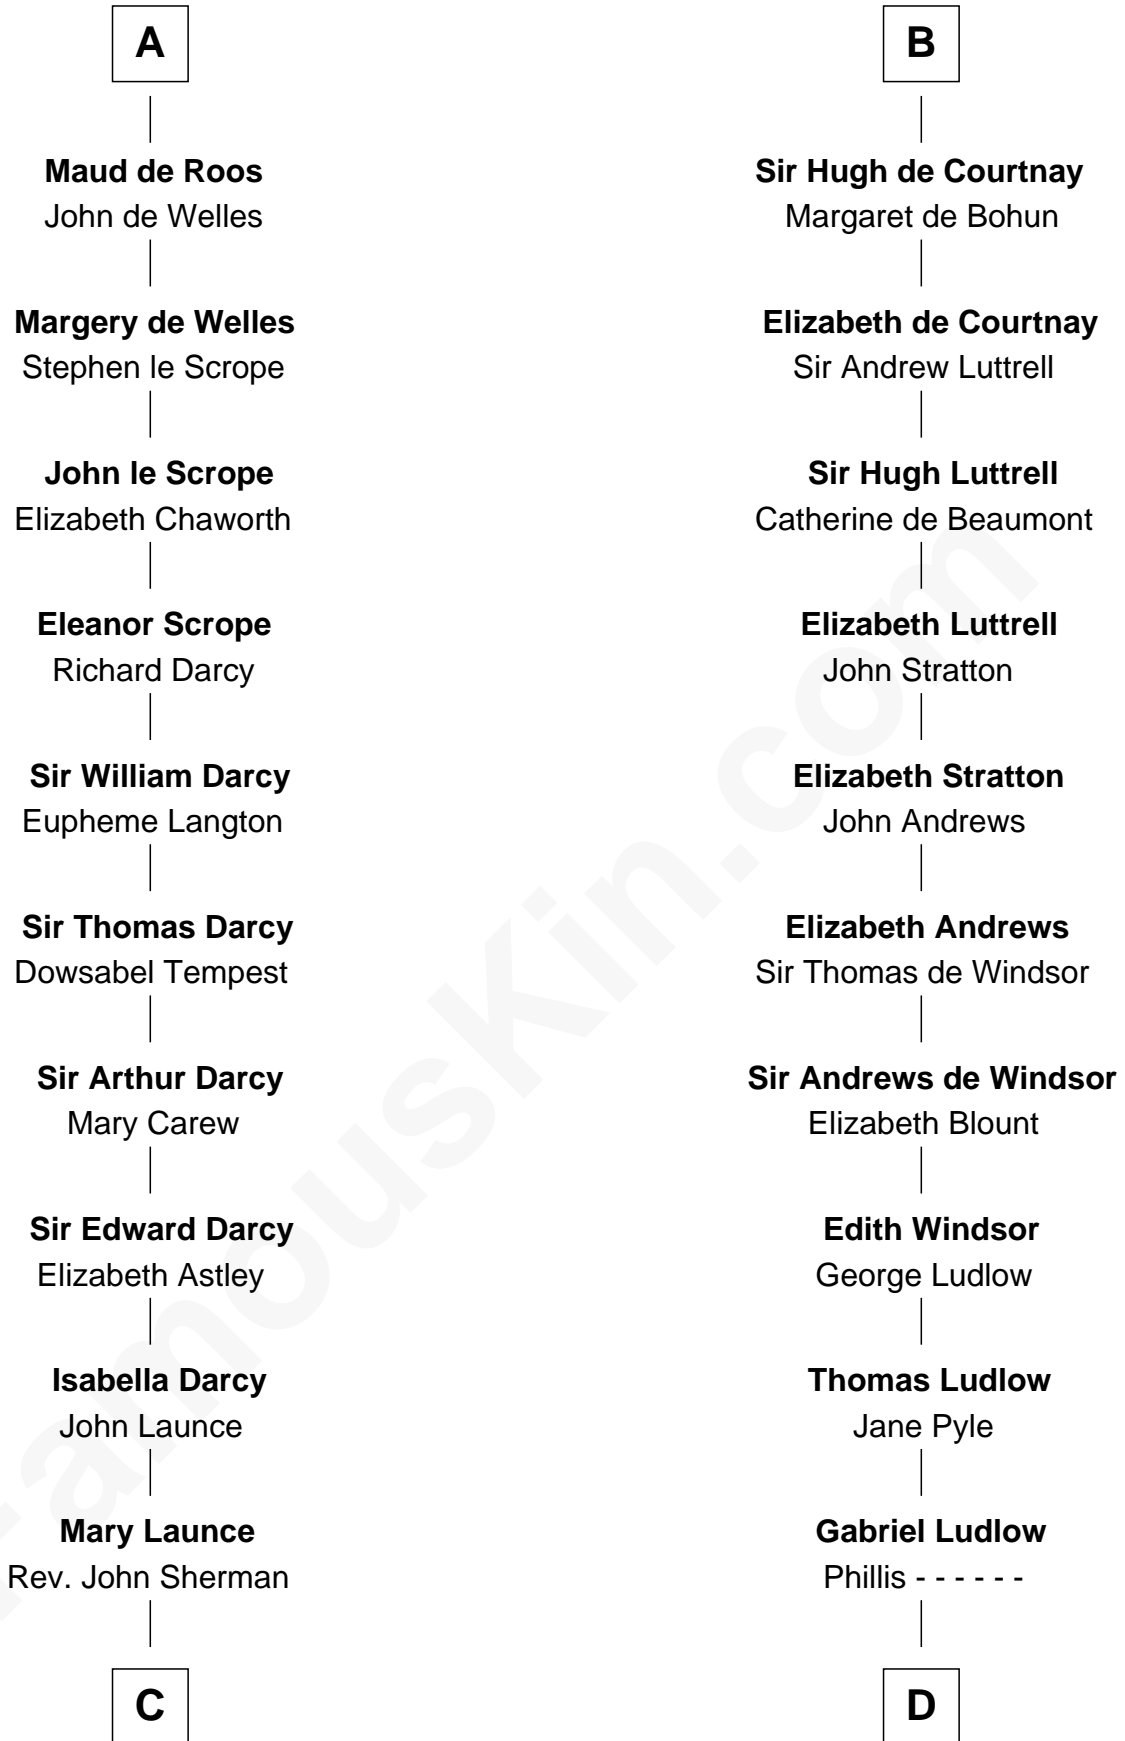 A
Maud de Roos
John de Welles
Margery de Welles
Stephen le Scrope
John le Scrope
Elizabeth Chaworth
Eleanor Scrope
Richard Darcy
Sir William Darcy
Eupheme Langton
Sir Thomas Darcy
Dowsabel Tempest
Sir Arthur Darcy
Mary Carew
Sir Edward Darcy
Elizabeth Astley
Isabella Darcy
John Launce
Mary Launce
Rev. John Sherman
C
B
Sir Hugh de Courtnay
Margaret de Bohun
Elizabeth de Courtnay
Sir Andrew Luttrell
Sir Hugh Luttrell
Catherine de Beaumont
Elizabeth Luttrell
John Stratton
Elizabeth Stratton
John Andrews
Elizabeth Andrews
Sir Thomas de Windsor
Sir Andrews de Windsor
Elizabeth Blount
Edith Windsor
George Ludlow
Thomas Ludlow
Jane Pyle
Gabriel Ludlow
Phillis - - - - - -
D
FamousKin.com